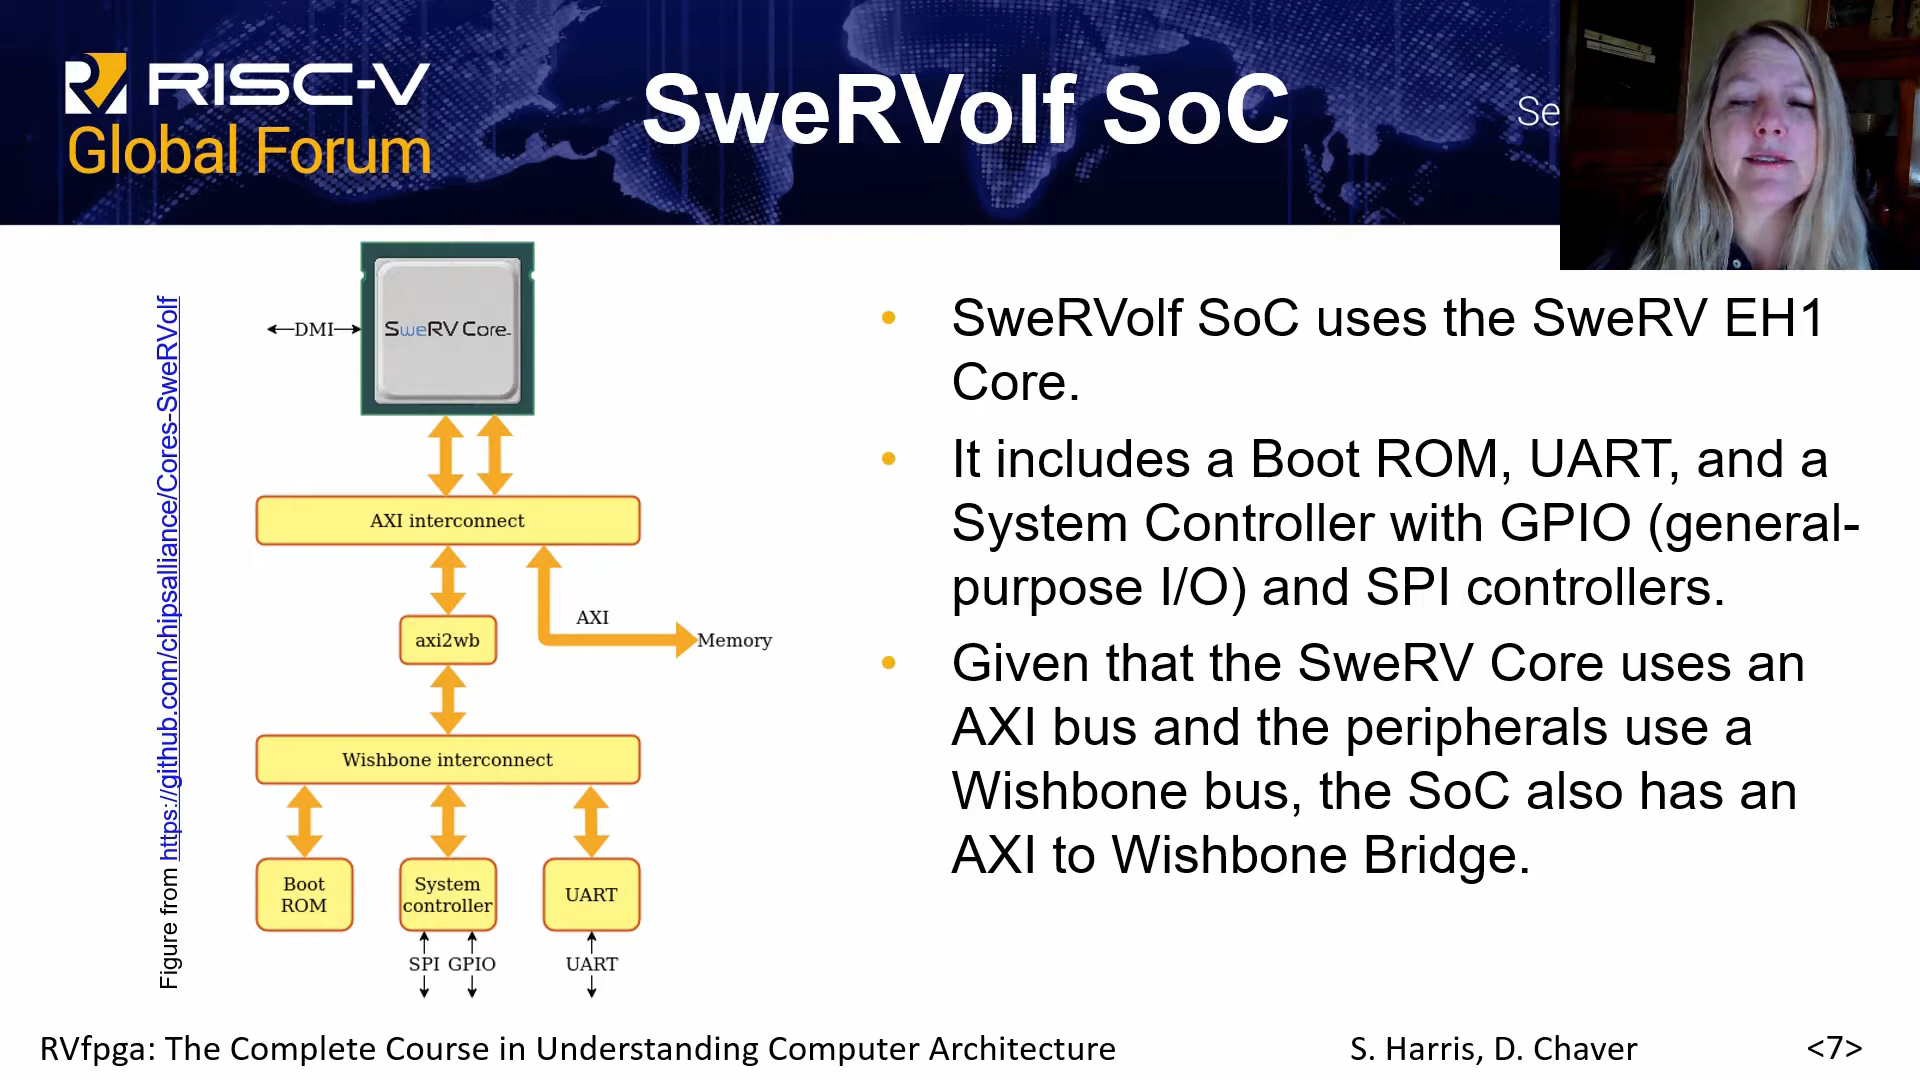 RISC-V
Global Forum
SweRVolf SoC
Se
Figure from https://github.com/chipsalliance/Cores-SweRVolf
DMI
SweRV Core
AXI interconnect
AXI
axi2wb
Memory
Wishbone interconnect
Boot
ROM
System
controller
UART
SPI GPIO
UART
• SweRVolf SoC uses the SweRV EH1
Core.
• It includes a Boot ROM, UART, and a
System Controller with GPIO (general-
purpose I/O) and SPI controllers.
• Given that the SweRV Core uses an
AXI bus and the peripherals use a
Wishbone bus, the SoC also has an
AXI to Wishbone Bridge.
RVfpga: The Complete Course in Understanding Computer Architecture
S. Harris, D. Chaver
<7>